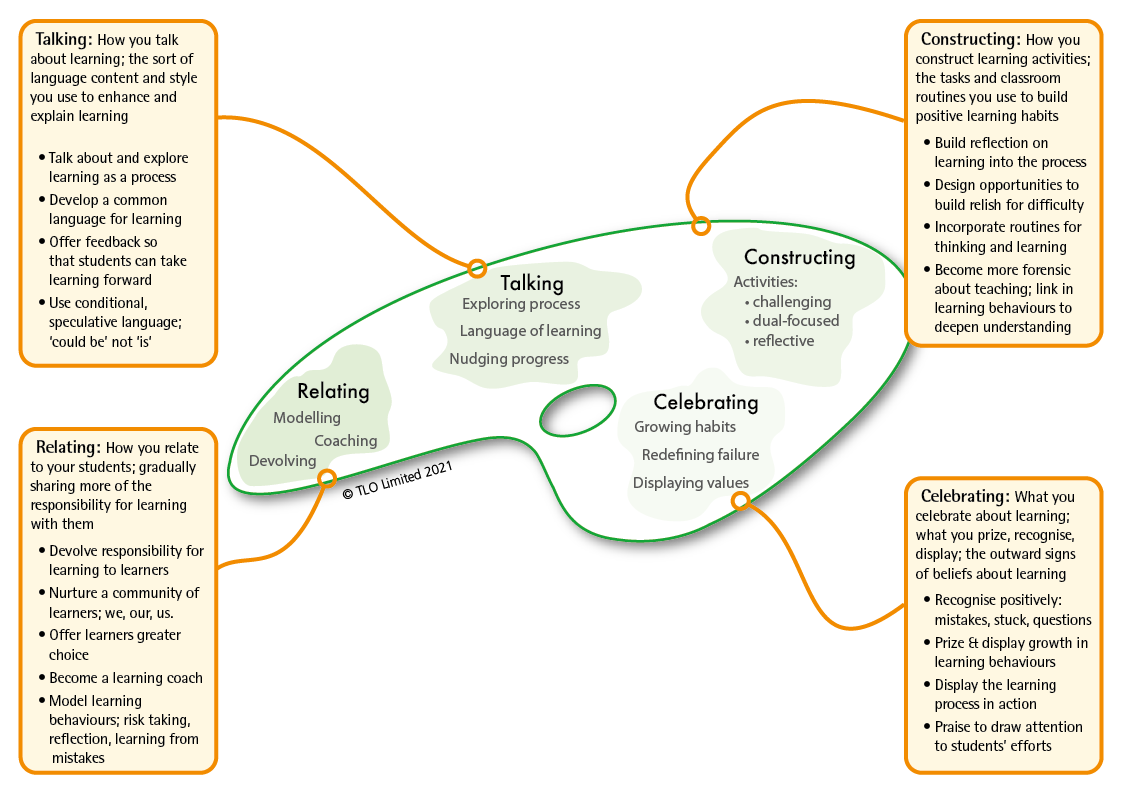 Talking: How you talk
about learning; the sort of
language content and style
you use to enhance and
explain learning
• Talk about and explore
learning as a process
• Develop a common
language for learning
• Offer feedback so
that students can take
learning forward
• Use conditional,
speculative language;
‘could be’ not ‘is‘
Constructing: How you
construct learning activities;
the tasks and classroom
routines you use to build
positive learning habits
• Build reflection on
learning into the process
• Design opportunities to
build relish for difficulty
• Incorporate routines for
thinking and learning
• Become more forensic
about teaching; link in
learning behaviours to
deepen understanding
Talking
Exploring process
Language of learning
Nudging progress
Constructing
Activities:
• challenging
• dual-focused
• reflective
Relating
Modelling
Coaching
Devolving
Celebrating
Growing habits
Redefining failure
Displaying values
© TLO Limited 2021
Relating: How you relate
to your students; gradually
sharing more of the
responsibility for learning
with them
• Devolve responsibility for
learning to learners
• Nurture a community of
learners; we, our, us.
• Offer learners greater
choice
• Become a learning coach
• Model learning
behaviours; risk taking,
reflection, learning from
mistakes
Celebrating: What you
celebrate about learning;
what you prize, recognise,
display; the outward signs
of beliefs about learning
• Recognise positively:
mistakes, stuck, questions
• Prize & display growth in
learning behaviours
• Display the learning
process in action
• Praise to draw attention
to students’ efforts